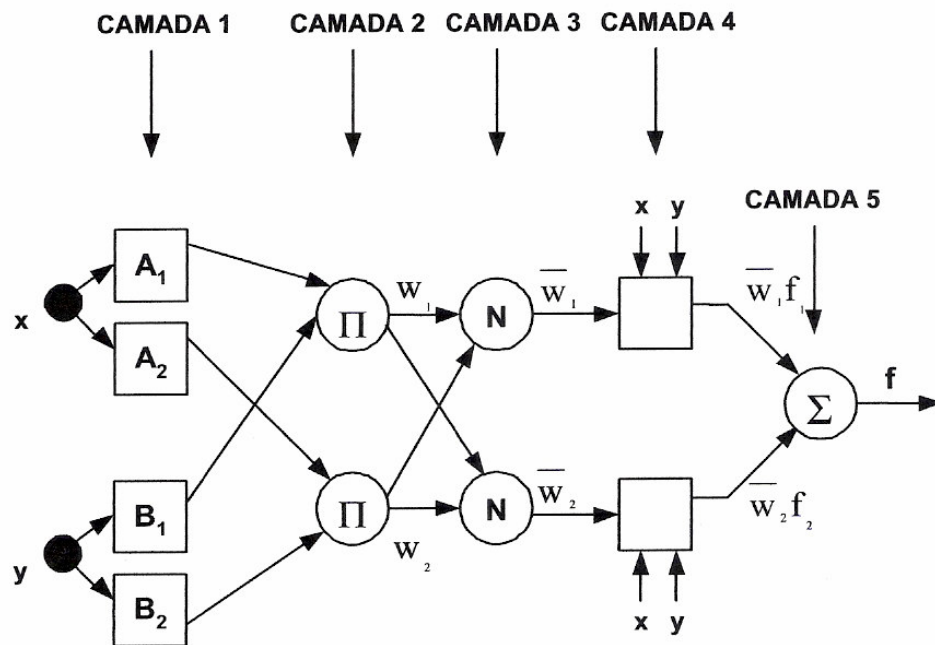 CAMADA 1 CAMADA 2 CAMADA 3 CAMADA 4
x y CAMADA 5
A₁ w₁ w̅₁ w̅₁f₁
x Π N
A₂ f
Σ
B₁ w̅₂ w̅₂f₂
Π N
y w₂
B₂ x y